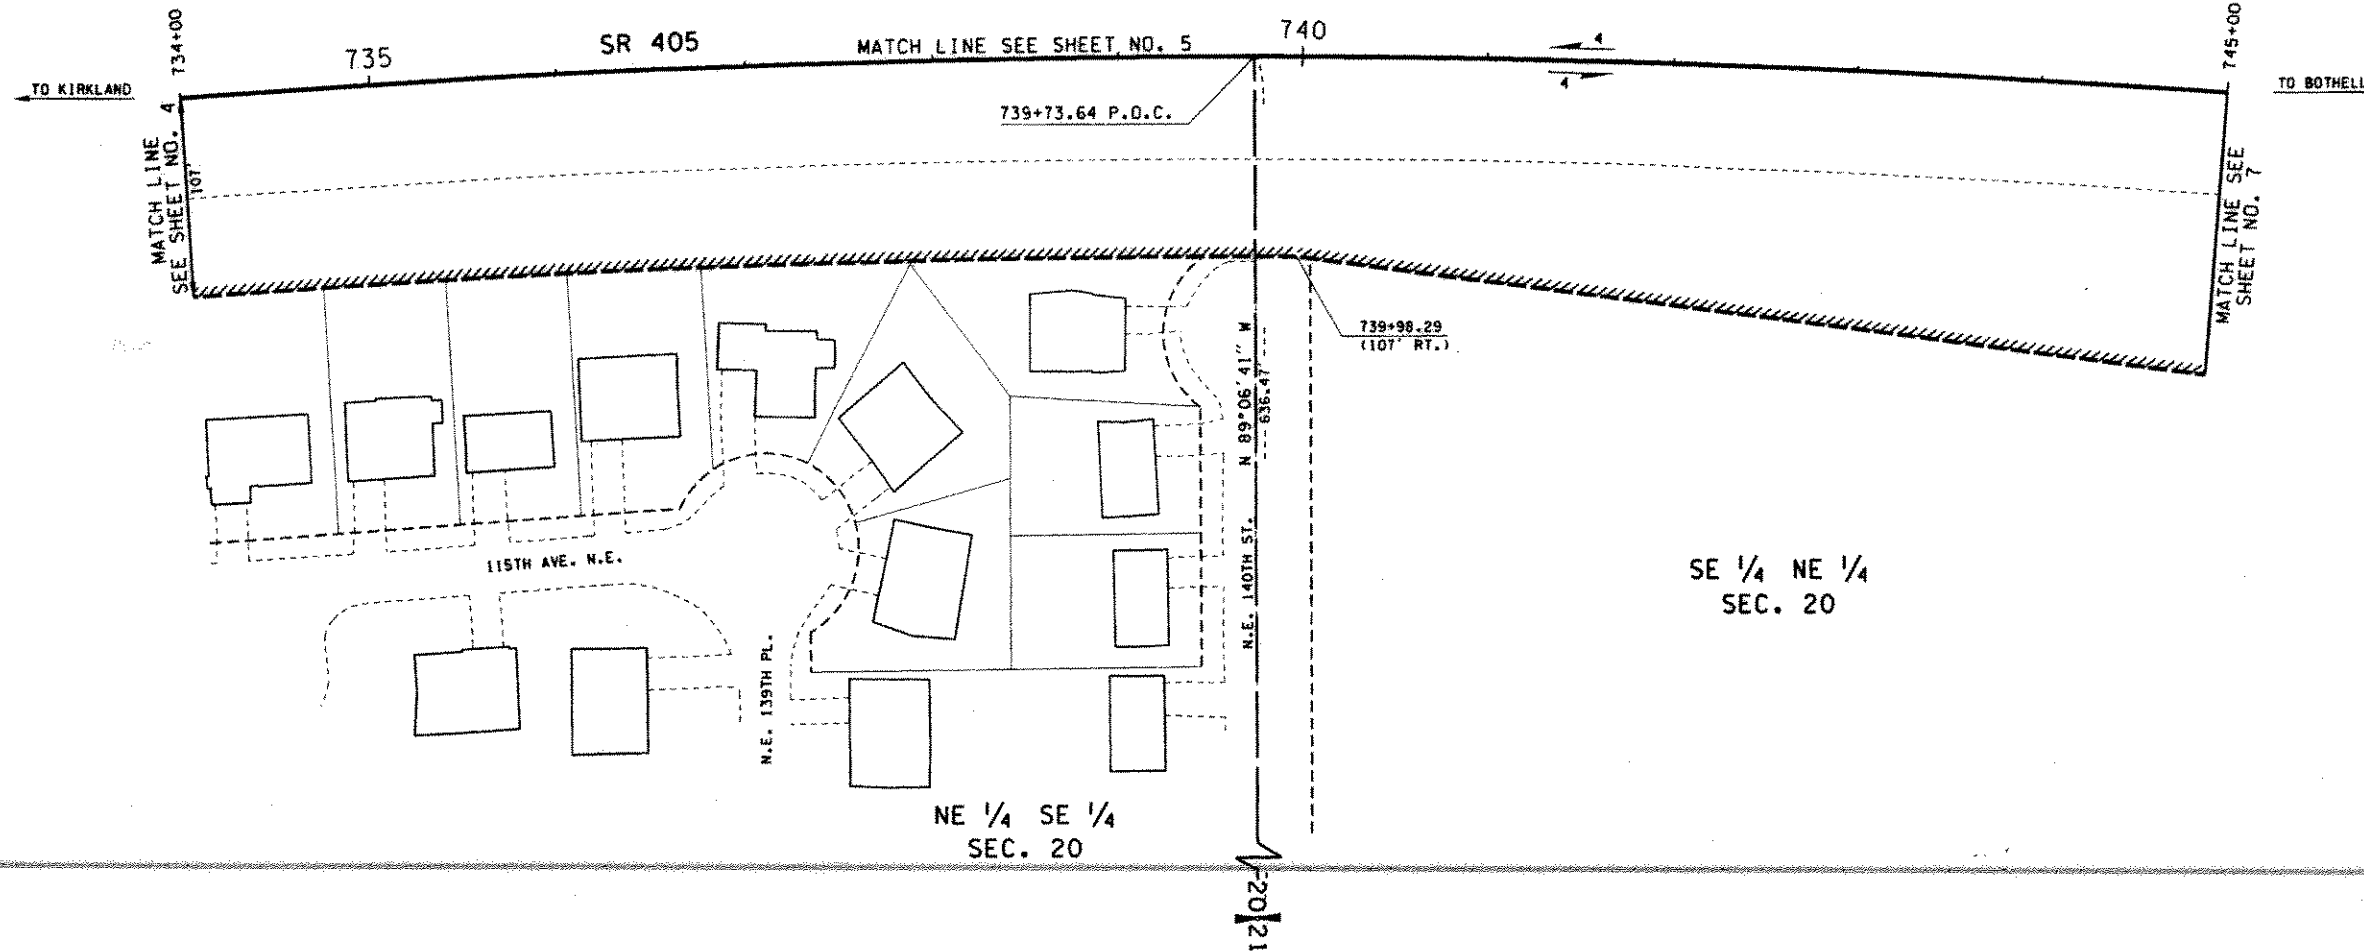 734+00
735
SR 405
MATCH LINE SEE SHEET NO. 5
740
4
4
745+00
TO KIRKLAND
TO BOTHELL
739+73.64 P.O.C.
MATCH LINE
SEE SHEET NO. 4
107'
MATCH LINE SEE
SHEET NO. 7
739+98.29
(107' RT.)
N 89°06'41" W
636.47'
N.E. 140TH ST.
115TH AVE. N.E.
N.E. 139TH PL.
SE 1/4 NE 1/4
SEC. 20
NE 1/4 SE 1/4
SEC. 20
20
21